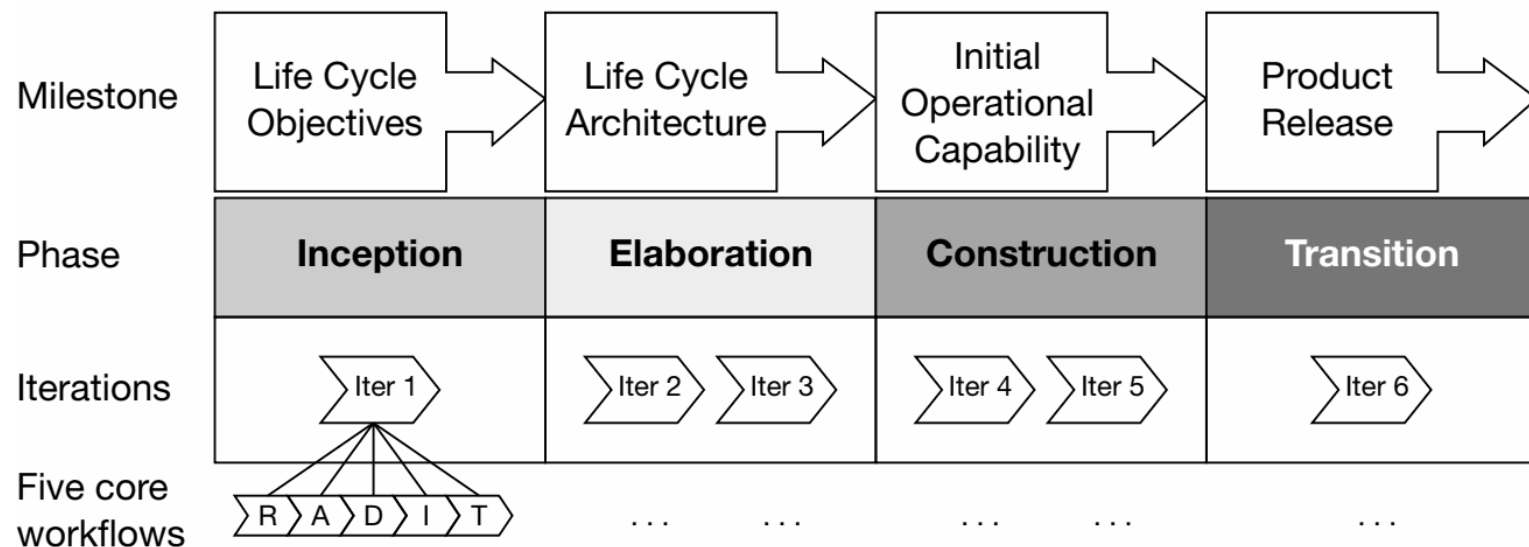 Milestone
Life Cycle
Objectives
Life Cycle
Architecture
Initial
Operational
Capability
Product
Release
Phase
Inception
Elaboration
Construction
Transition
Iterations
Iter 1
Iter 2
Iter 3
Iter 4
Iter 5
Iter 6
Five core
workflows
R A D I T
. . .
. . .
. . .
. . .
. . .